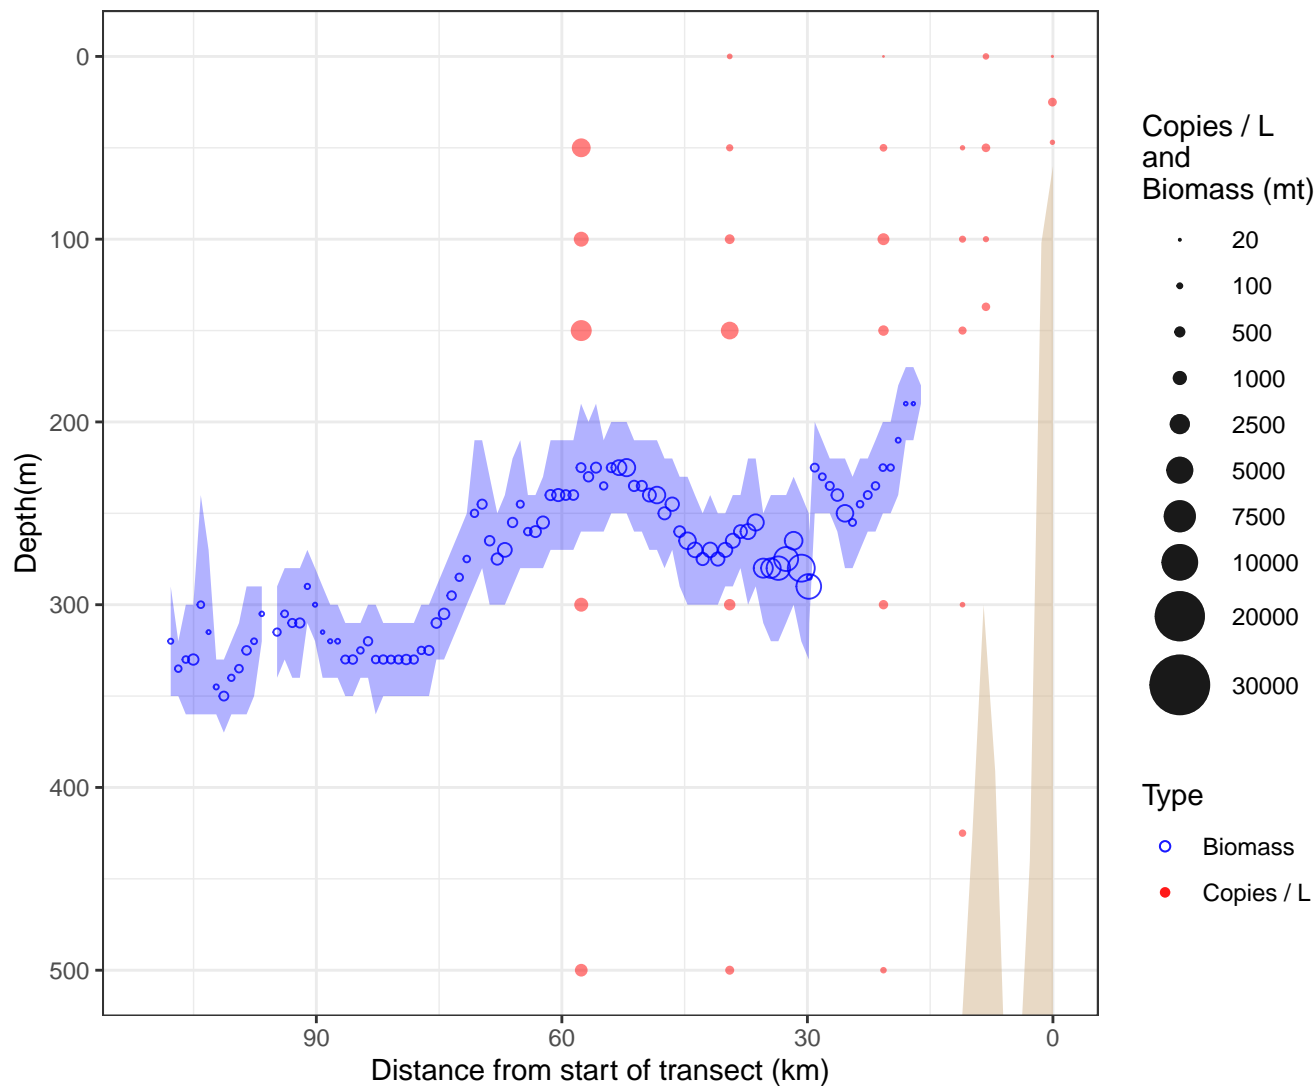 0
100
200
300
400
500
Depth(m)
90
60
30
0
Distance from start of transect (km)
Copies / L
and
Biomass (mt)
20
100
500
1000
2500
5000
7500
10000
20000
30000
Type
Biomass
Copies / L